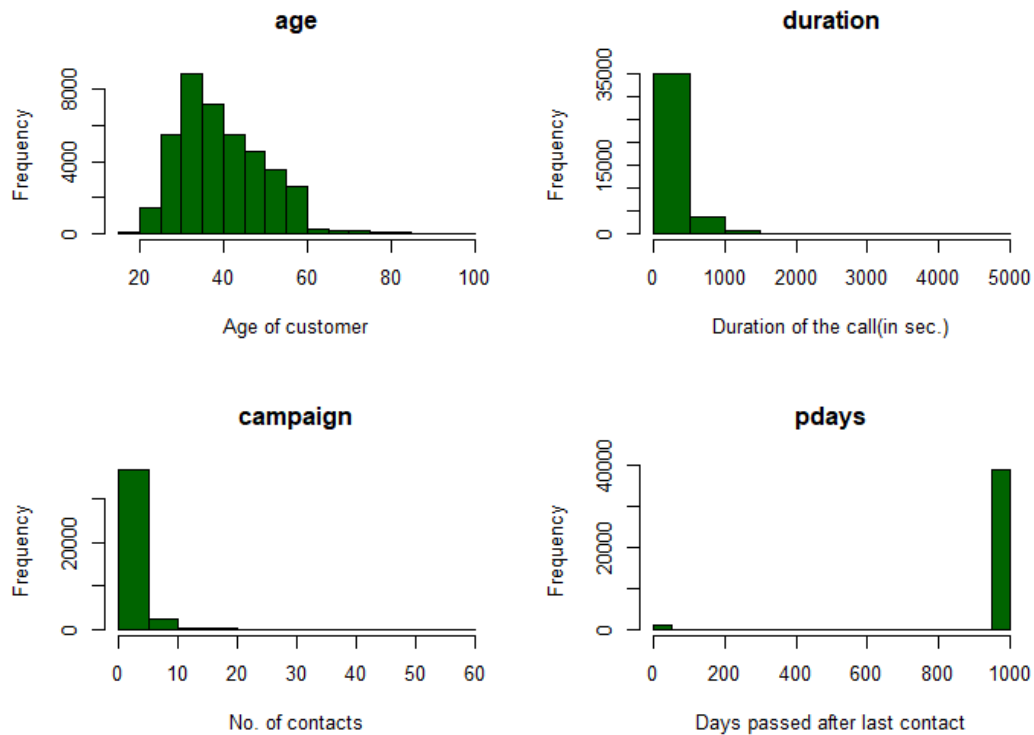 age
Frequency
0
4000
8000
20
40
60
80
100
Age of customer
duration
Frequency
0
15000
35000
0
1000
2000
3000
4000
5000
Duration of the call(in sec.)
campaign
Frequency
0
20000
0
10
20
30
40
50
60
No. of contacts
pdays
Frequency
0
20000
40000
0
200
400
600
800
1000
Days passed after last contact